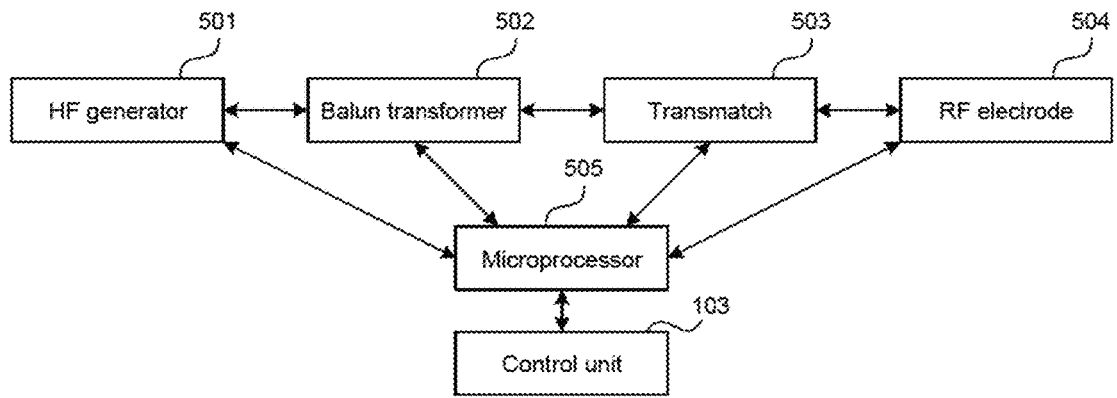 501
502
503
504
HF generator
Balun transformer
Transmatch
RF electrode
505
Microprocessor
103
Control unit